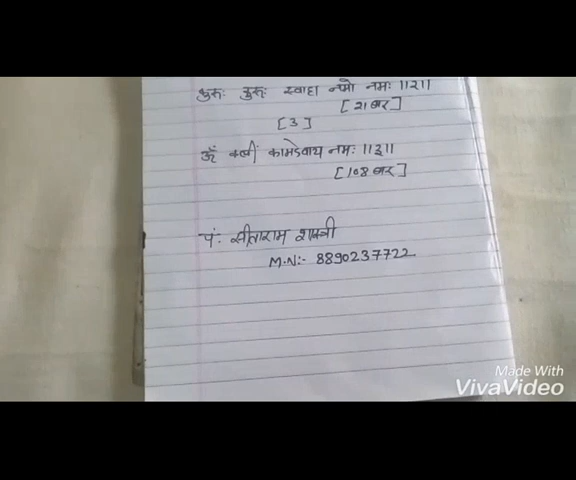 कुरुः कुरुः स्वाहा नमो नमः ।।२।।
[21 बार]
[3]
ॐ क्लीं कामदेवाय नमः ।।३।।
[108 बार]
पं. सीताराम शास्त्री
M.N:- 8890237722
Made With
VivaVideo